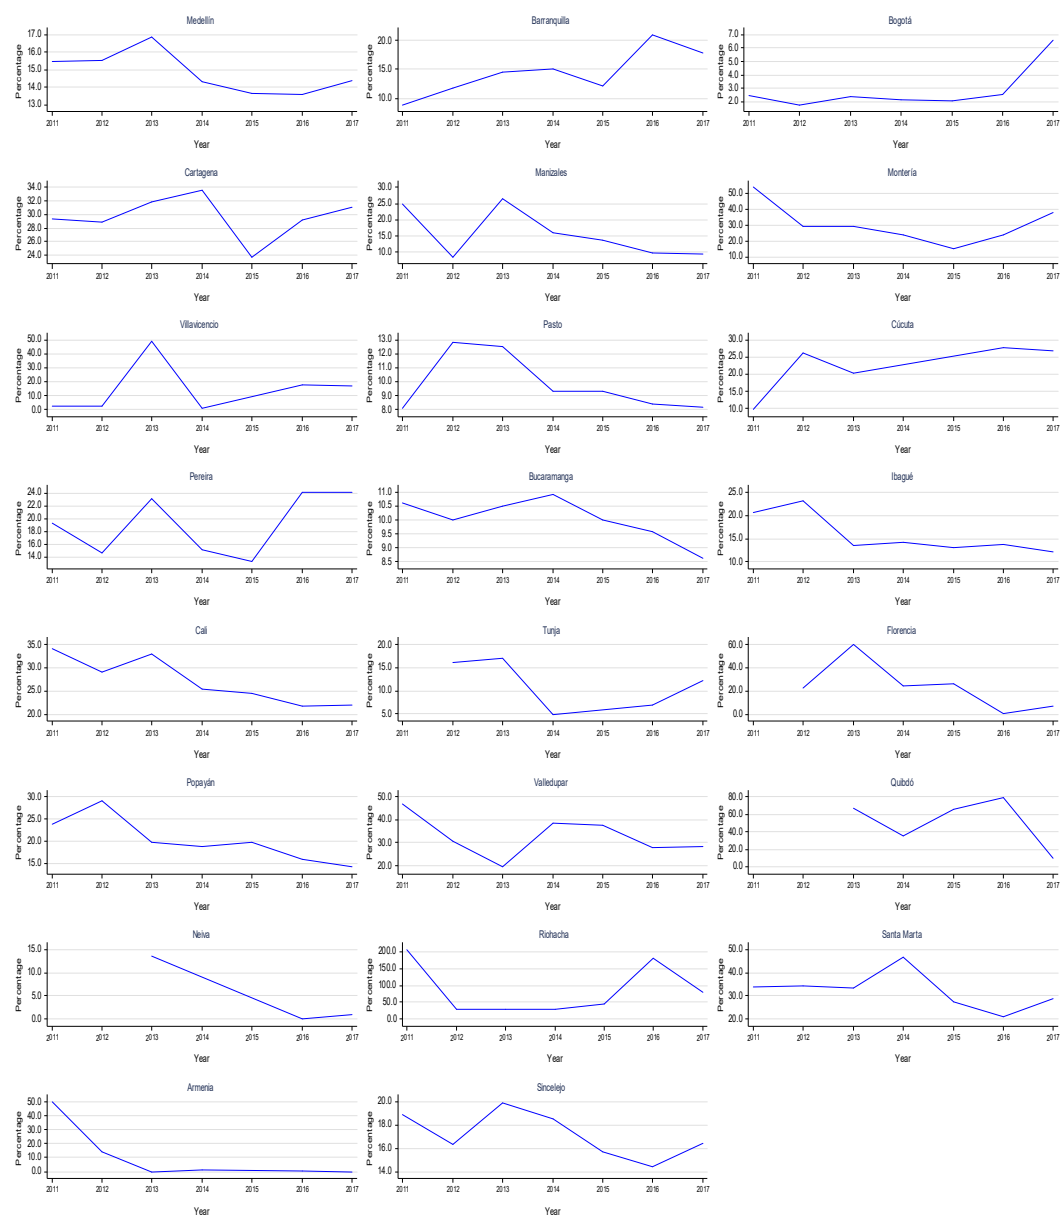 Medellín
Percentage
17.0
16.0
15.0
14.0
13.0
2011 2012 2013 2014 2015 2016 2017
Year
Barranquilla
Percentage
20.0
15.0
10.0
2011 2012 2013 2014 2015 2016 2017
Year
Bogotá
Percentage
7.0
6.0
5.0
4.0
3.0
2.0
2011 2012 2013 2014 2015 2016 2017
Year
Cartagena
Percentage
34.0
32.0
30.0
28.0
26.0
24.0
2011 2012 2013 2014 2015 2016 2017
Year
Manizales
Percentage
30.0
25.0
20.0
15.0
10.0
2011 2012 2013 2014 2015 2016 2017
Year
Montería
Percentage
50.0
40.0
30.0
20.0
10.0
2011 2012 2013 2014 2015 2016 2017
Year
Villavicencio
Percentage
50.0
40.0
30.0
20.0
10.0
0.0
2011 2012 2013 2014 2015 2016 2017
Year
Pasto
Percentage
13.0
12.0
11.0
10.0
9.0
8.0
2011 2012 2013 2014 2015 2016 2017
Year
Cúcuta
Percentage
30.0
25.0
20.0
15.0
10.0
2011 2012 2013 2014 2015 2016 2017
Year
Pereira
Percentage
24.0
22.0
20.0
18.0
16.0
14.0
2011 2012 2013 2014 2015 2016 2017
Year
Bucaramanga
Percentage
11.0
10.5
10.0
9.5
9.0
8.5
2011 2012 2013 2014 2015 2016 2017
Year
Ibagué
Percentage
25.0
20.0
15.0
10.0
2011 2012 2013 2014 2015 2016 2017
Year
Cali
Percentage
35.0
30.0
25.0
20.0
2011 2012 2013 2014 2015 2016 2017
Year
Tunja
Percentage
20.0
15.0
10.0
5.0
2011 2012 2013 2014 2015 2016 2017
Year
Florencia
Percentage
60.0
40.0
20.0
0.0
2011 2012 2013 2014 2015 2016 2017
Year
Popayán
Percentage
30.0
25.0
20.0
15.0
2011 2012 2013 2014 2015 2016 2017
Year
Valledupar
Percentage
50.0
40.0
30.0
20.0
2011 2012 2013 2014 2015 2016 2017
Year
Quibdó
Percentage
80.0
60.0
40.0
20.0
0.0
2011 2012 2013 2014 2015 2016 2017
Year
Neiva
Percentage
15.0
10.0
5.0
0.0
2011 2012 2013 2014 2015 2016 2017
Year
Riohacha
Percentage
200.0
150.0
100.0
50.0
0.0
2011 2012 2013 2014 2015 2016 2017
Year
Santa Marta
Percentage
50.0
40.0
30.0
20.0
2011 2012 2013 2014 2015 2016 2017
Year
Armenia
Percentage
50.0
40.0
30.0
20.0
10.0
0.0
2011 2012 2013 2014 2015 2016 2017
Year
Sincelejo
Percentage
20.0
18.0
16.0
14.0
2011 2012 2013 2014 2015 2016 2017
Year